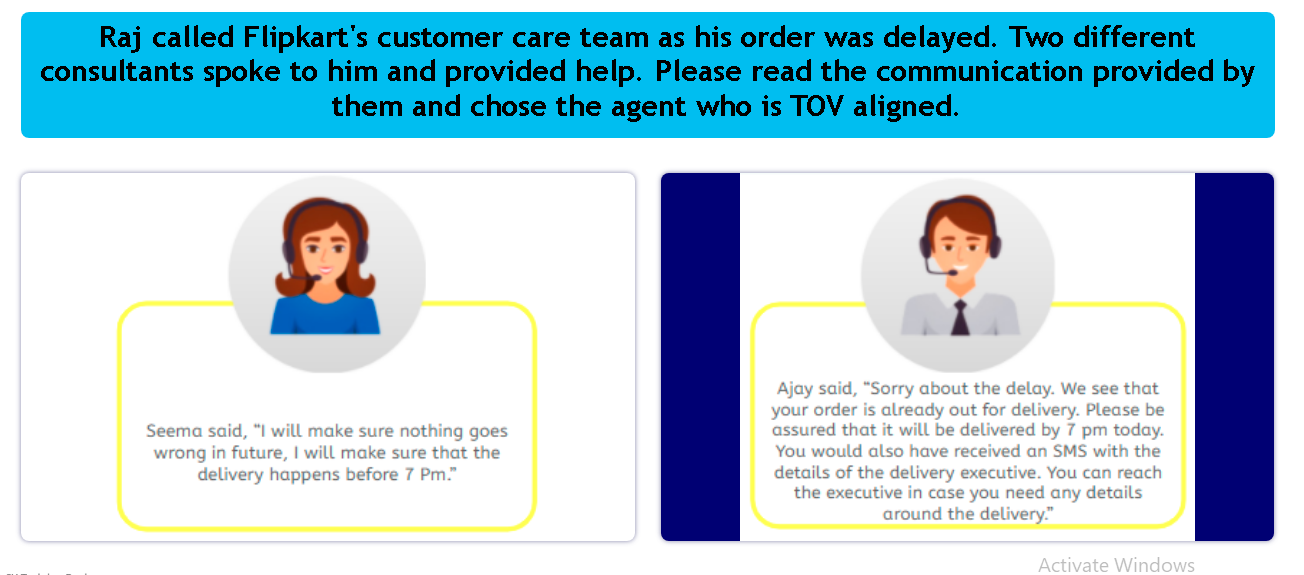 Raj called Flipkart's customer care team as his order was delayed. Two different
consultants spoke to him and provided help. Please read the communication provided by
them and chose the agent who is TOV aligned.
Seema said, “I will make sure nothing goes
wrong in future, I will make sure that the
delivery happens before 7 Pm.”
Ajay said, “Sorry about the delay. We see that
your order is already out for delivery. Please be
assured that it will be delivered by 7 pm today.
You would also have received an SMS with the
details of the delivery executive. You can reach
the executive in case you need any details
around the delivery.”
Activate Windows